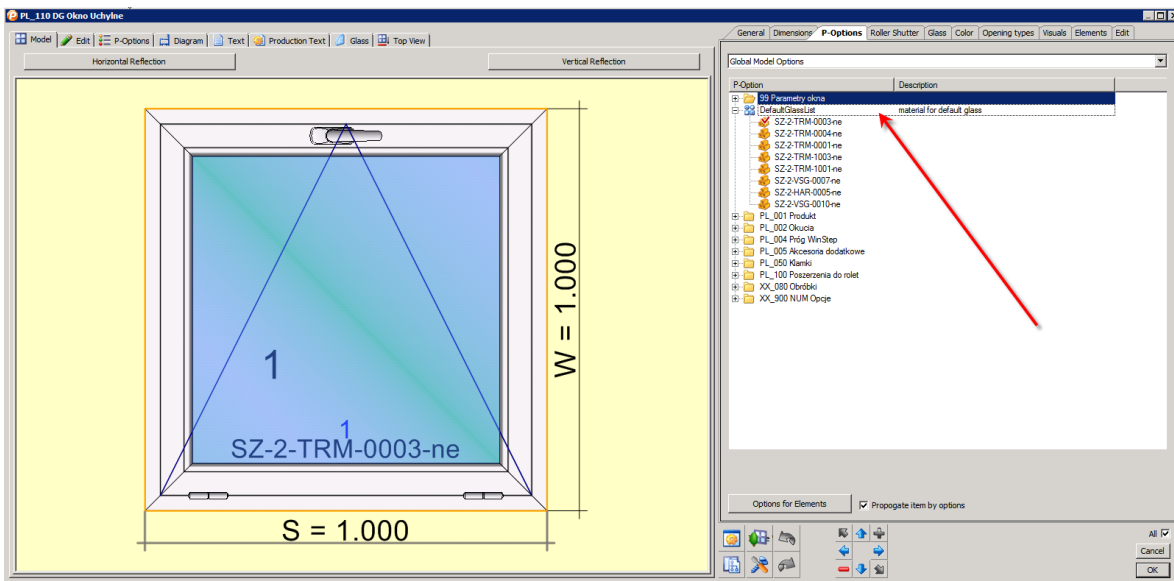 PL_110 DG Okno Uchylne
Model Edit P-Options Diagram Text Production Text Glass Top View
Horizontal Reflection Vertical Reflection
1
1
SZ-2-TRM-0003-ne
W = 1.000
S = 1.000
General Dimensions P-Options Roller Shutter Glass Color Opening types Visuals Elements Edit
Global Model Options
P-Option Description
99 Parametry okna
DefaultGlassList material for default glass
SZ-2-TRM-0003-ne
SZ-2-TRM-0004-ne
SZ-2-TRM-0001-ne
SZ-2-TRM-1003-ne
SZ-2-TRM-1001-ne
SZ-2-VSG-0007-ne
SZ-2-HAR-0005-ne
SZ-2-VSG-0010-ne
PL_001 Produkt
PL_002 Okucia
PL_004 Próg WinStep
PL_005 Akcesoria dodatkowe
PL_050 Klamki
PL_100 Poszerzenia do rolet
XX_080 Obróbki
XX_900 NUM Opcje
Options for Elements Propogate item by options
All
Cancel
OK